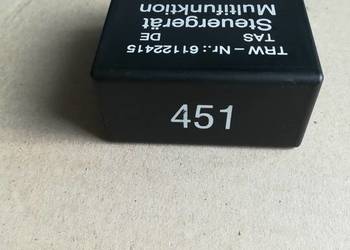 TRW – Nr.: 61122415
TAS DE
Steuergerät
Multifunktion
451